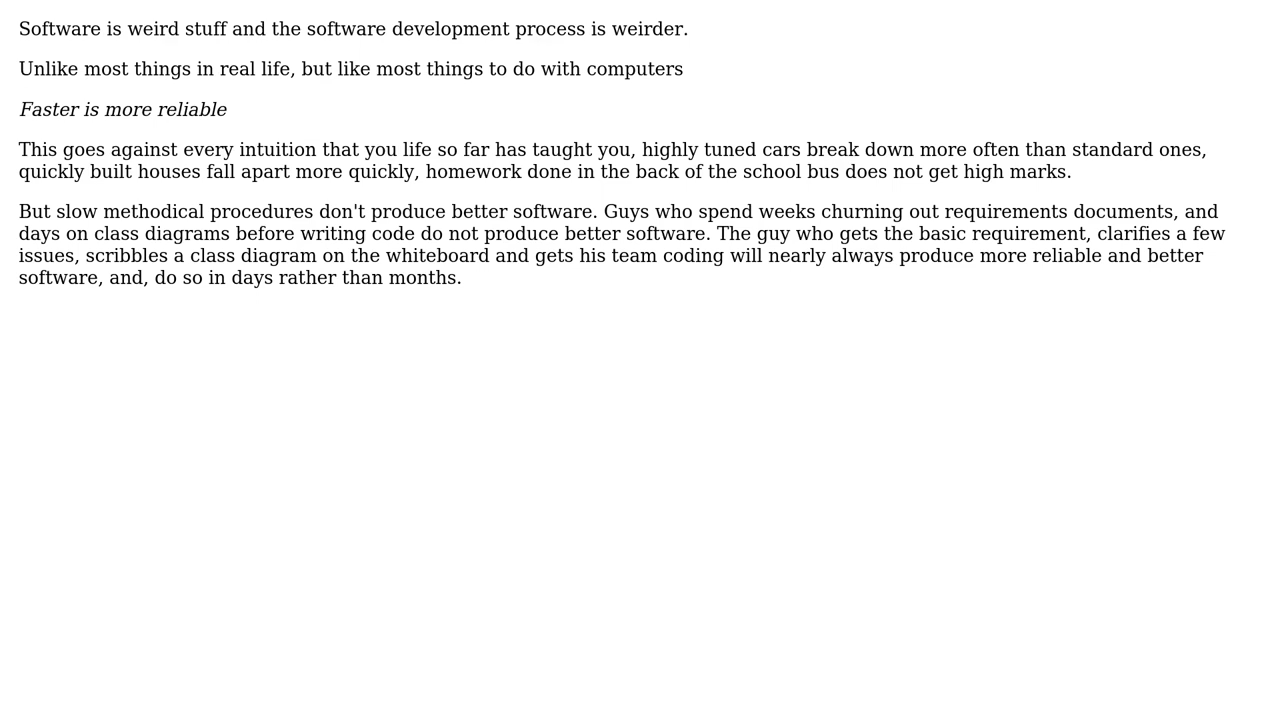 Software is weird stuff and the software development process is weirder.
Unlike most things in real life, but like most things to do with computers
Faster is more reliable
This goes against every intuition that you life so far has taught you, highly tuned cars break down more often than standard ones,
quickly built houses fall apart more quickly, homework done in the back of the school bus does not get high marks.
But slow methodical procedures don't produce better software. Guys who spend weeks churning out requirements documents, and
days on class diagrams before writing code do not produce better software. The guy who gets the basic requirement, clarifies a few
issues, scribbles a class diagram on the whiteboard and gets his team coding will nearly always produce more reliable and better
software, and, do so in days rather than months.